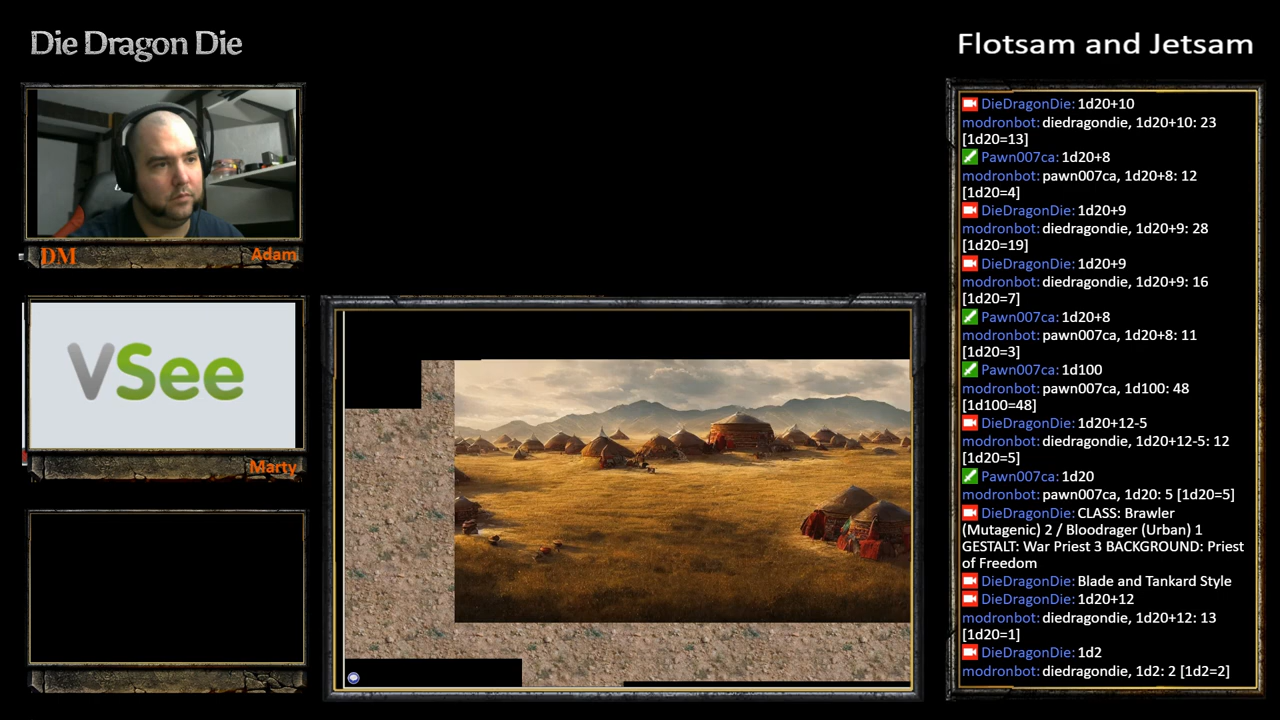 Die Dragon Die
Flotsam and Jetsam
DM
Adam
VSee
Marty
DieDragonDie: 1d20+10
modronbot: diedragondie, 1d20+10: 23
[1d20=13]
Pawn007ca: 1d20+8
modronbot: pawn007ca, 1d20+8: 12
[1d20=4]
DieDragonDie: 1d20+9
modronbot: diedragondie, 1d20+9: 28
[1d20=19]
DieDragonDie: 1d20+9
modronbot: diedragondie, 1d20+9: 16
[1d20=7]
Pawn007ca: 1d20+8
modronbot: pawn007ca, 1d20+8: 11
[1d20=3]
Pawn007ca: 1d100
modronbot: pawn007ca, 1d100: 48
[1d100=48]
DieDragonDie: 1d20+12-5
modronbot: diedragondie, 1d20+12-5: 12
[1d20=5]
Pawn007ca: 1d20
modronbot: pawn007ca, 1d20: 5 [1d20=5]
DieDragonDie: CLASS: Brawler
(Mutagenic) 2 / Bloodrager (Urban) 1
GESTALT: War Priest 3 BACKGROUND: Priest
of Freedom
DieDragonDie: Blade and Tankard Style
DieDragonDie: 1d20+12
modronbot: diedragondie, 1d20+12: 13
[1d20=1]
DieDragonDie: 1d2
modronbot: diedragondie, 1d2: 2 [1d2=2]